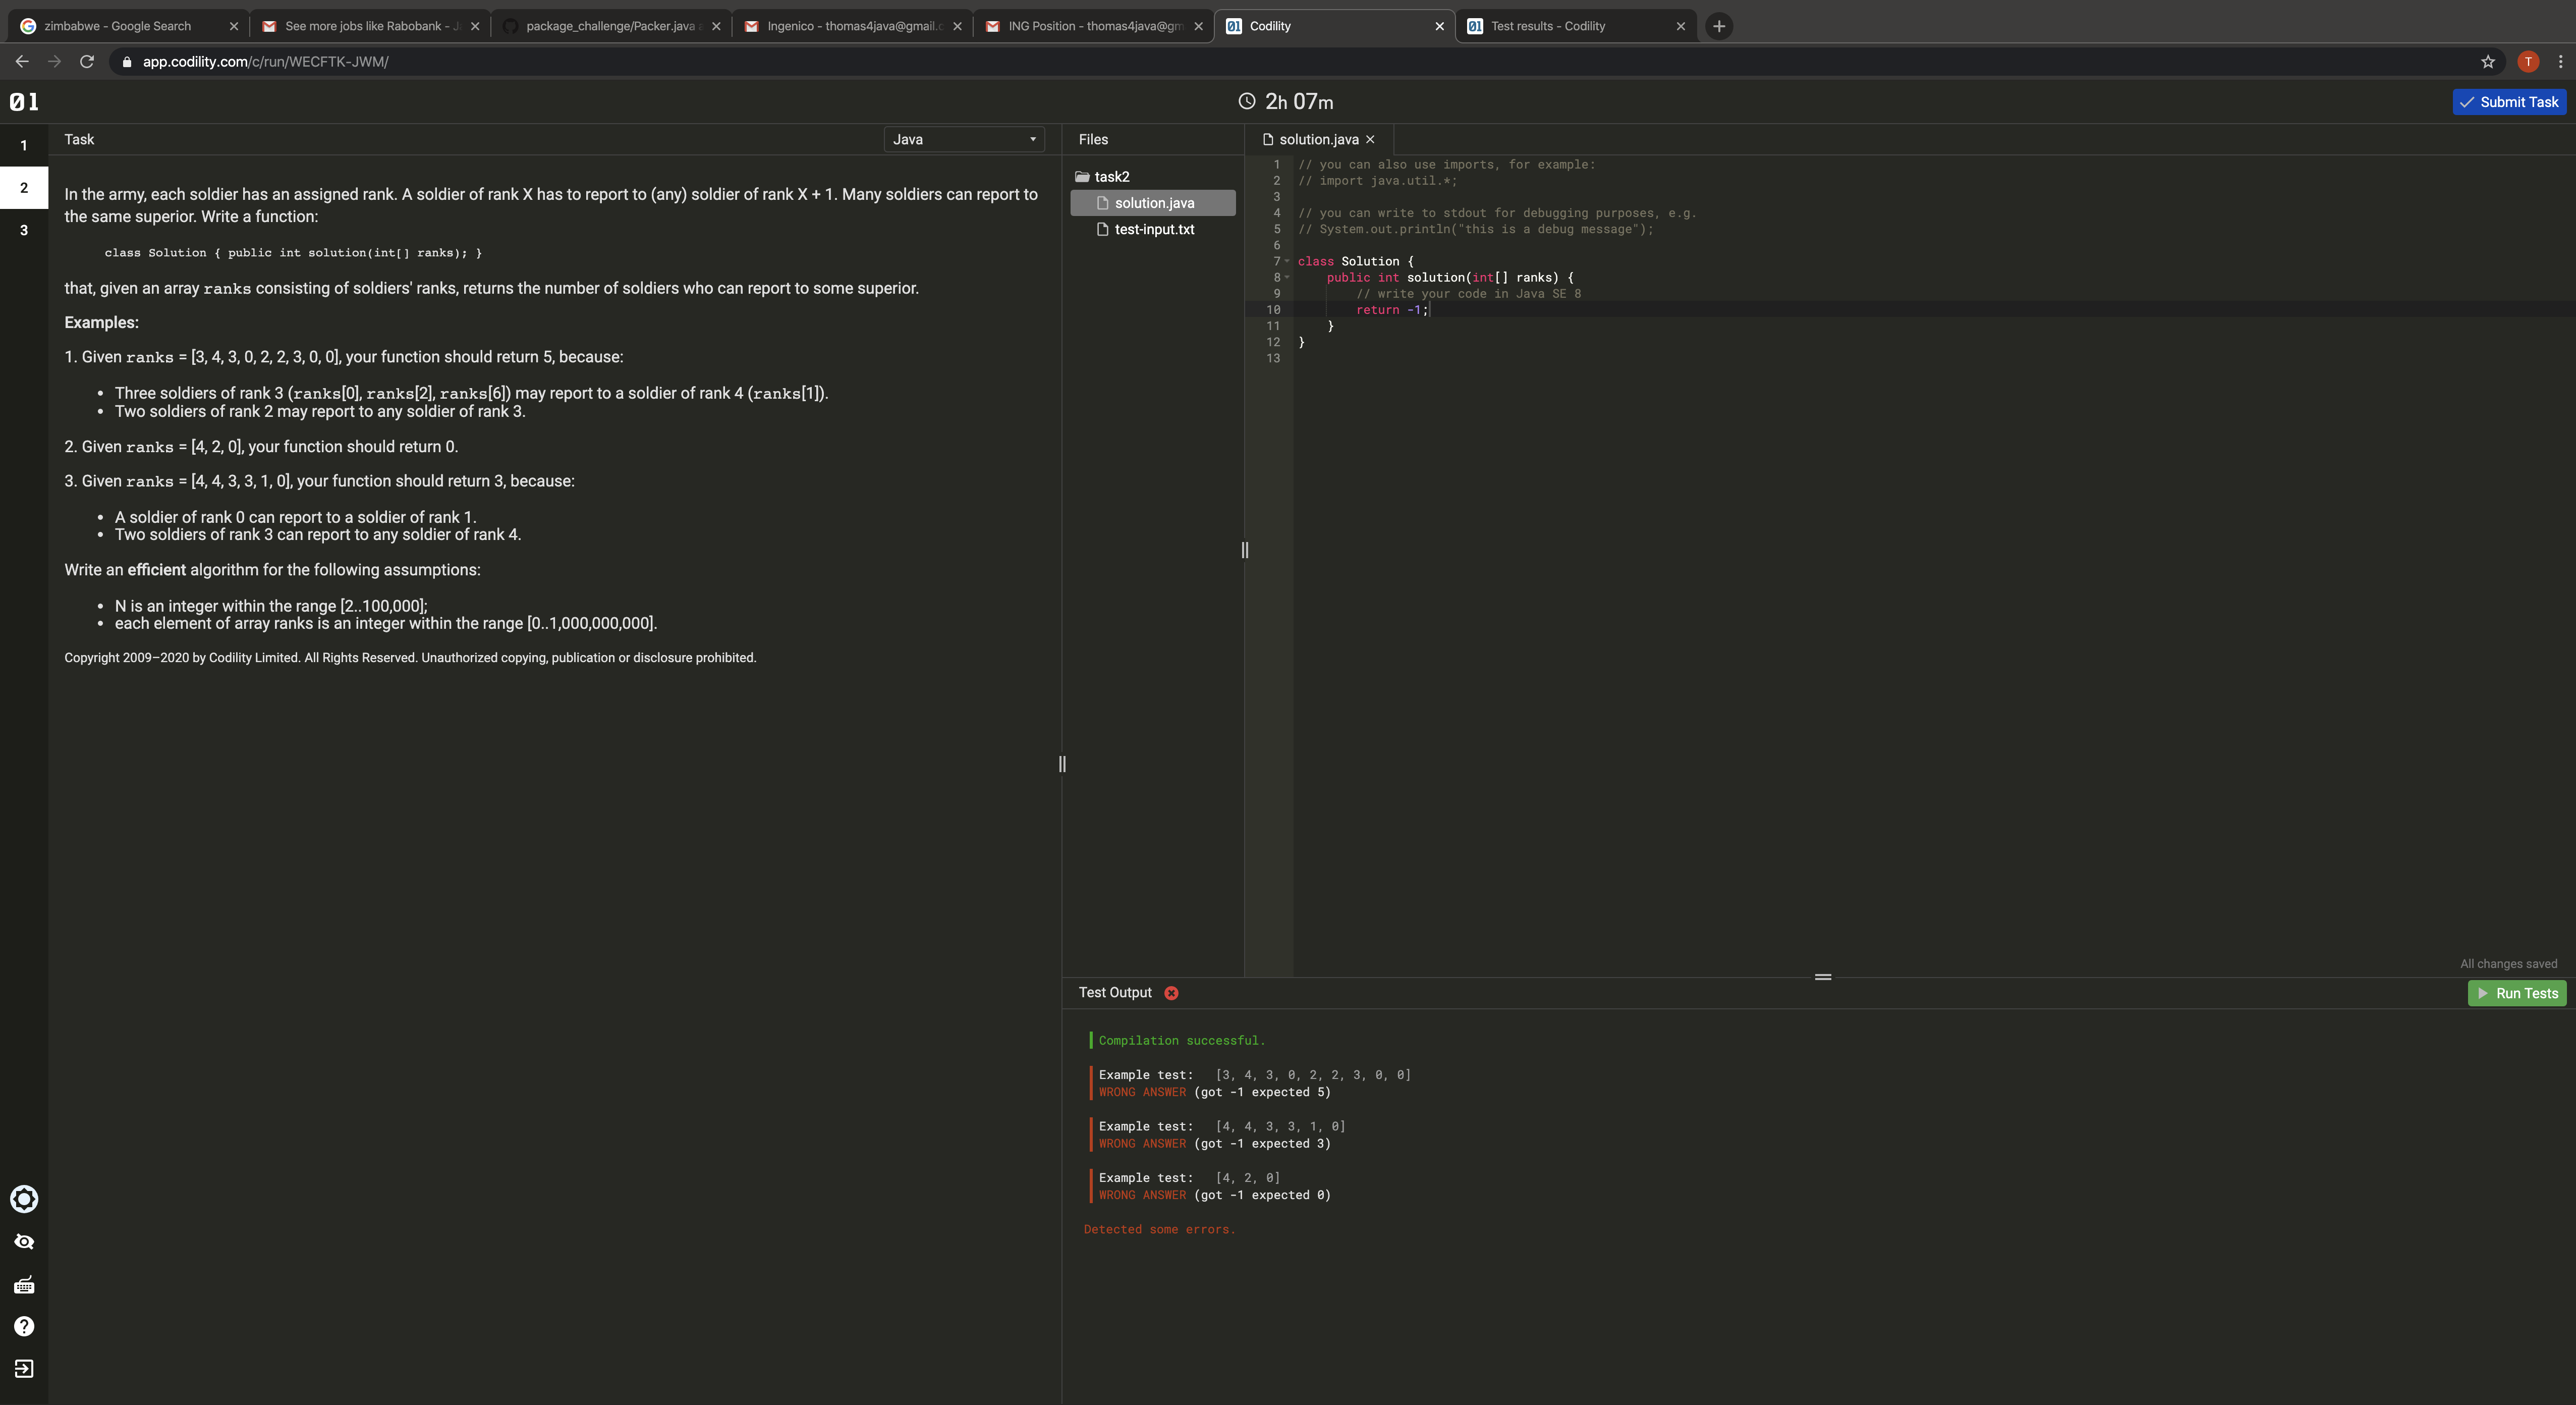 zimbabwe - Google Search
See more jobs like Rabobank - J
package_challenge/Packer.java
Ingenico - thomas4java@gmail.c
ING Position - thomas4java@gm
Codility
Test results - Codility
app.codility.com/c/run/WECFTK-JWM/
T
01
2h 07m
Submit Task
1
2
3
Task
Java
In the army, each soldier has an assigned rank. A soldier of rank X has to report to (any) soldier of rank X + 1. Many soldiers can report to
the same superior. Write a function:
class Solution { public int solution(int[] ranks); }
that, given an array ranks consisting of soldiers' ranks, returns the number of soldiers who can report to some superior.
Examples:
1. Given ranks = [3, 4, 3, 0, 2, 2, 3, 0, 0], your function should return 5, because:
• Three soldiers of rank 3 (ranks[0], ranks[2], ranks[6]) may report to a soldier of rank 4 (ranks[1]).
• Two soldiers of rank 2 may report to any soldier of rank 3.
2. Given ranks = [4, 2, 0], your function should return 0.
3. Given ranks = [4, 4, 3, 3, 1, 0], your function should return 3, because:
• A soldier of rank 0 can report to a soldier of rank 1.
• Two soldiers of rank 3 can report to any soldier of rank 4.
Write an efficient algorithm for the following assumptions:
• N is an integer within the range [2..100,000];
• each element of array ranks is an integer within the range [0..1,000,000,000].
Copyright 2009–2020 by Codility Limited. All Rights Reserved. Unauthorized copying, publication or disclosure prohibited.
Files
task2
solution.java
test-input.txt
solution.java
1 // you can also use imports, for example:
2 // import java.util.*;
3
4 // you can write to stdout for debugging purposes, e.g.
5 // System.out.println("this is a debug message");
6
7 class Solution {
8 public int solution(int[] ranks) {
9 // write your code in Java SE 8
10 return -1;
11 }
12 }
13
All changes saved
Test Output
Run Tests
Compilation successful.
Example test: [3, 4, 3, 0, 2, 2, 3, 0, 0]
WRONG ANSWER (got -1 expected 5)
Example test: [4, 4, 3, 3, 1, 0]
WRONG ANSWER (got -1 expected 3)
Example test: [4, 2, 0]
WRONG ANSWER (got -1 expected 0)
Detected some errors.